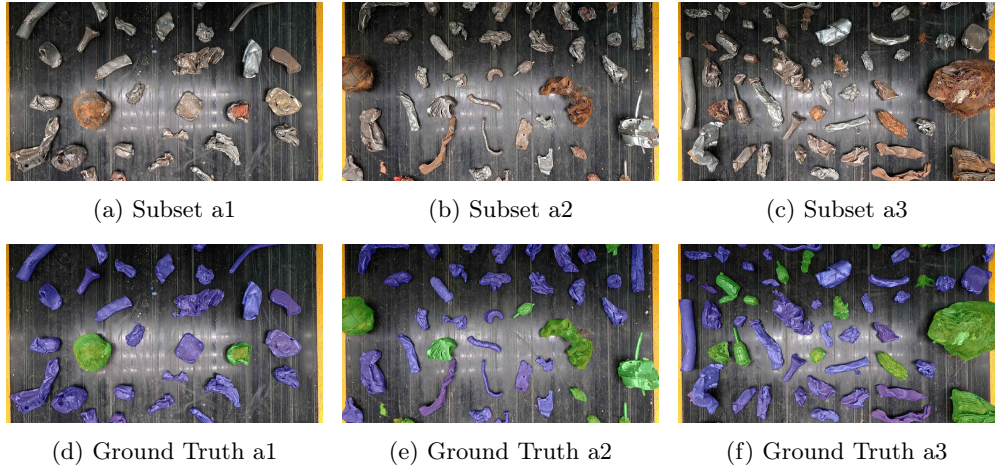 (a) Subset a1
(b) Subset a2
(c) Subset a3
(d) Ground Truth a1
(e) Ground Truth a2
(f) Ground Truth a3